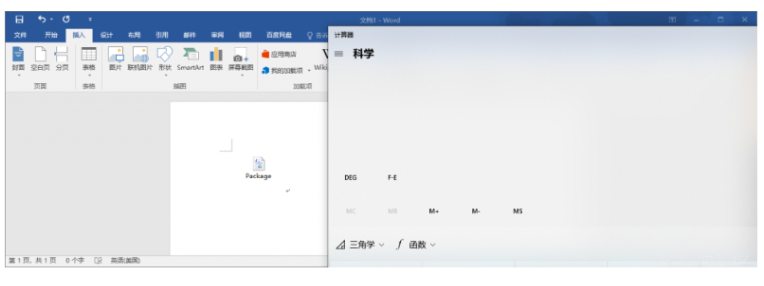 文档1 - Word
文件 开始 插入 设计 布局 引用 邮件 审阅 视图 百度网盘
封面 空白页 分页 表格 图片 联机图片 形状 SmartArt 图表 屏幕截图 应用商店 我的加载项 Wiki
页面 表格 插图 加载项
Package
第 1 页，共 1 页 0 个字 英语(美国)
计算器
科学
DEG F-E
MC MR M+ M- MS
三角学 f 函数